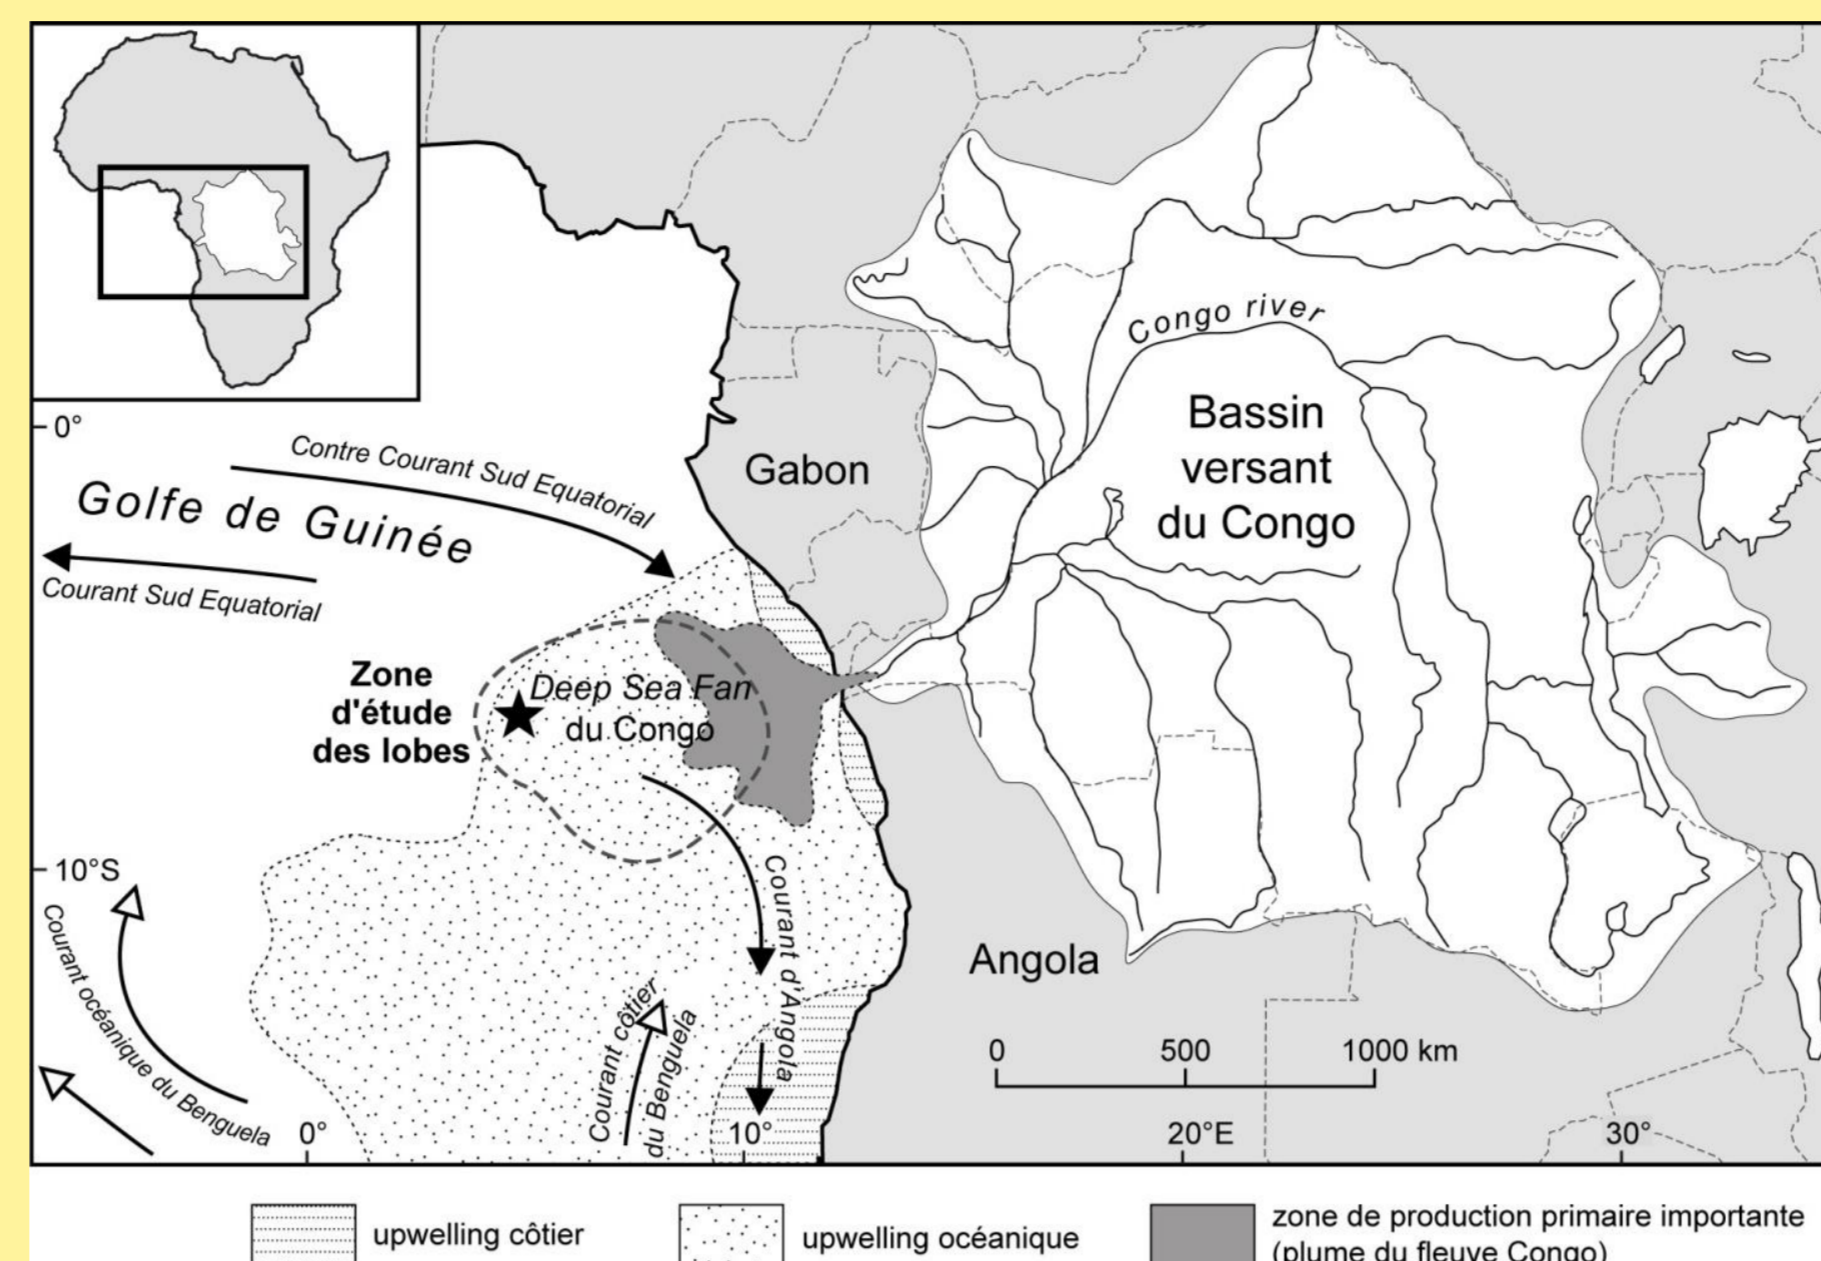 0°
Contre Courant Sud Equatorial
Golfe de Guinée
Courant Sud Equatorial
Congo river
Bassin
versant
du Congo
Gabon
Zone
d'étude
des lobes
Deep Sea Fan
du Congo
10°S
Courant océanique du Benguela
Courant côtier
du Benguela
Courant d'Angola
Angola
0 500 1000 km
0° 10° 20°E 30°
upwelling côtier
upwelling océanique
zone de production primaire importante
(plume du fleuve Congo)